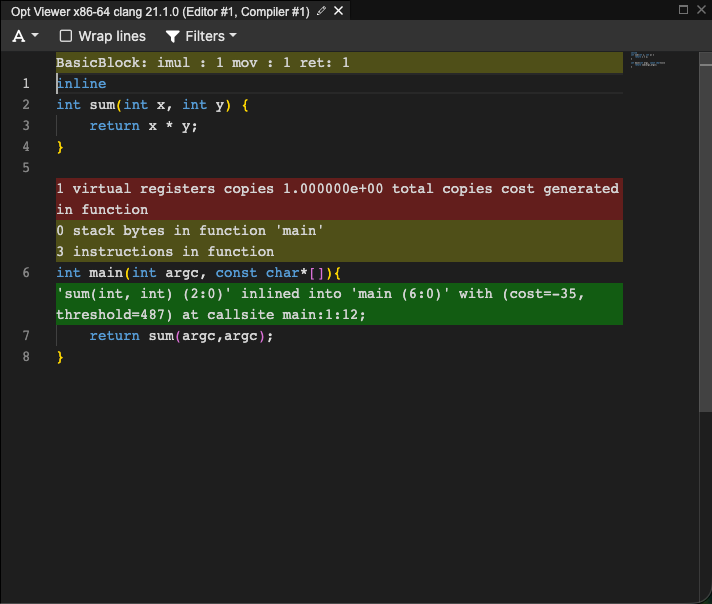 Opt Viewer x86-64 clang 21.1.0 (Editor #1, Compiler #1)
A Wrap lines Filters
BasicBlock: imul : 1 mov : 1 ret: 1
1 inline
2 int sum(int x, int y) {
3 return x * y;
4 }
5
1 virtual registers copies 1.000000e+00 total copies cost generated
in function
0 stack bytes in function 'main'
3 instructions in function
6 int main(int argc, const char*[]){
'sum(int, int) (2:0)' inlined into 'main (6:0)' with (cost=-35,
threshold=487) at callsite main:1:12;
7 return sum(argc,argc);
8 }